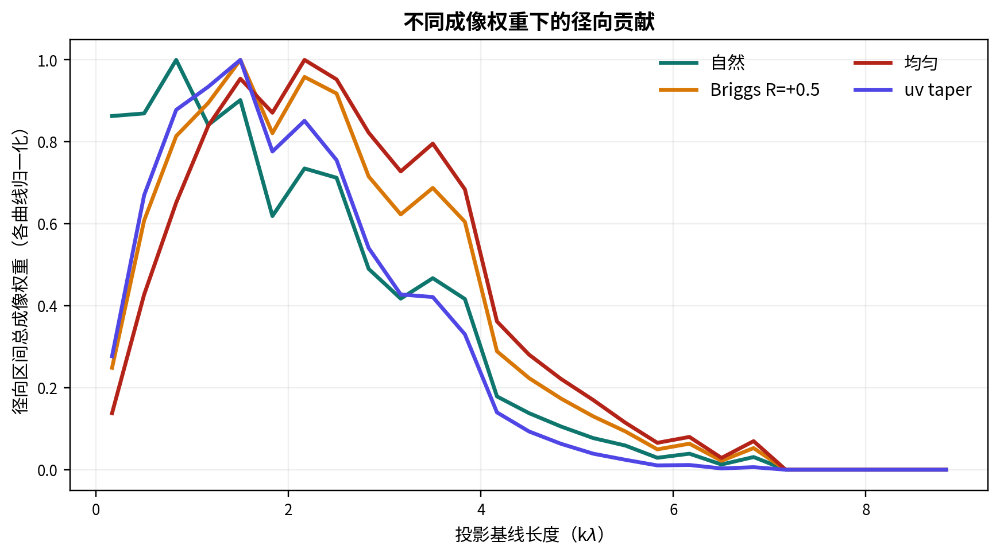 不同成像权重下的径向贡献
自然
均匀
Briggs R=+0.5
uv taper
径向区间总成像权重（各曲线归一化）
1.0
0.8
0.6
0.4
0.2
0.0
0
2
4
6
8
投影基线长度（kλ）